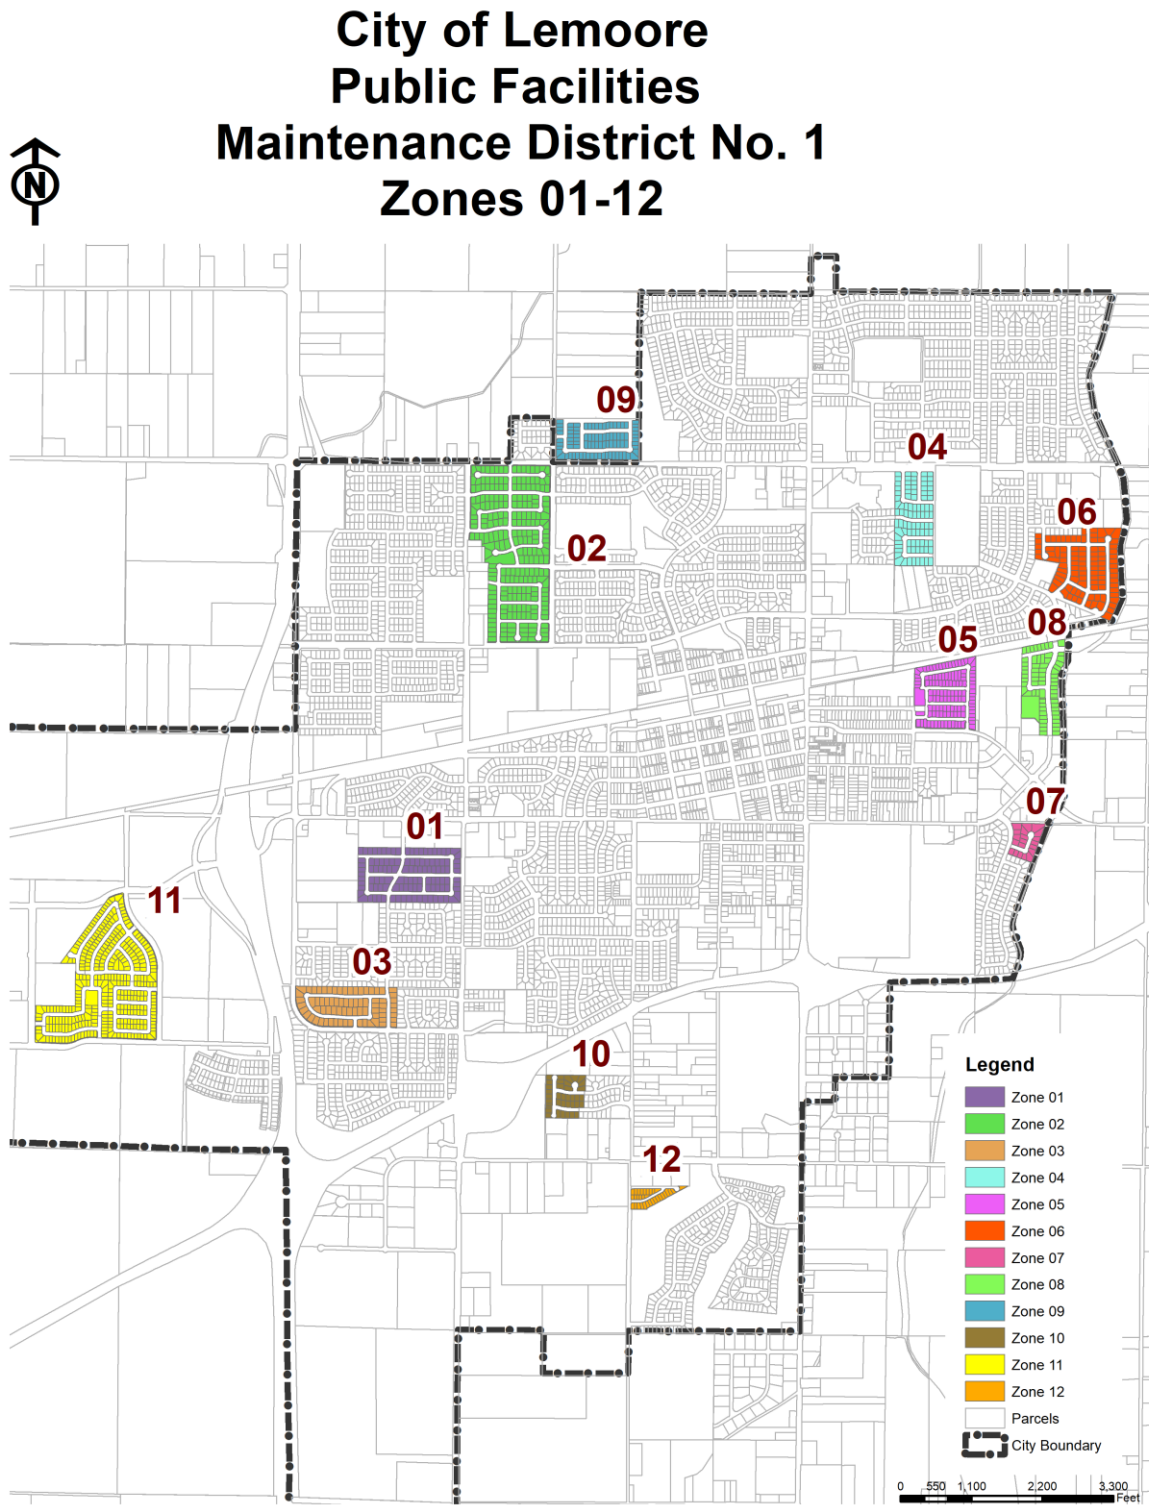 City of Lemoore
Public Facilities
Maintenance District No. 1
Zones 01-12
N
09
04
06
02
08
05
07
01
11
03
10
12
Legend
Zone 01
Zone 02
Zone 03
Zone 04
Zone 05
Zone 06
Zone 07
Zone 08
Zone 09
Zone 10
Zone 11
Zone 12
Parcels
City Boundary
0 550 1,100 2,200 3,300
Feet